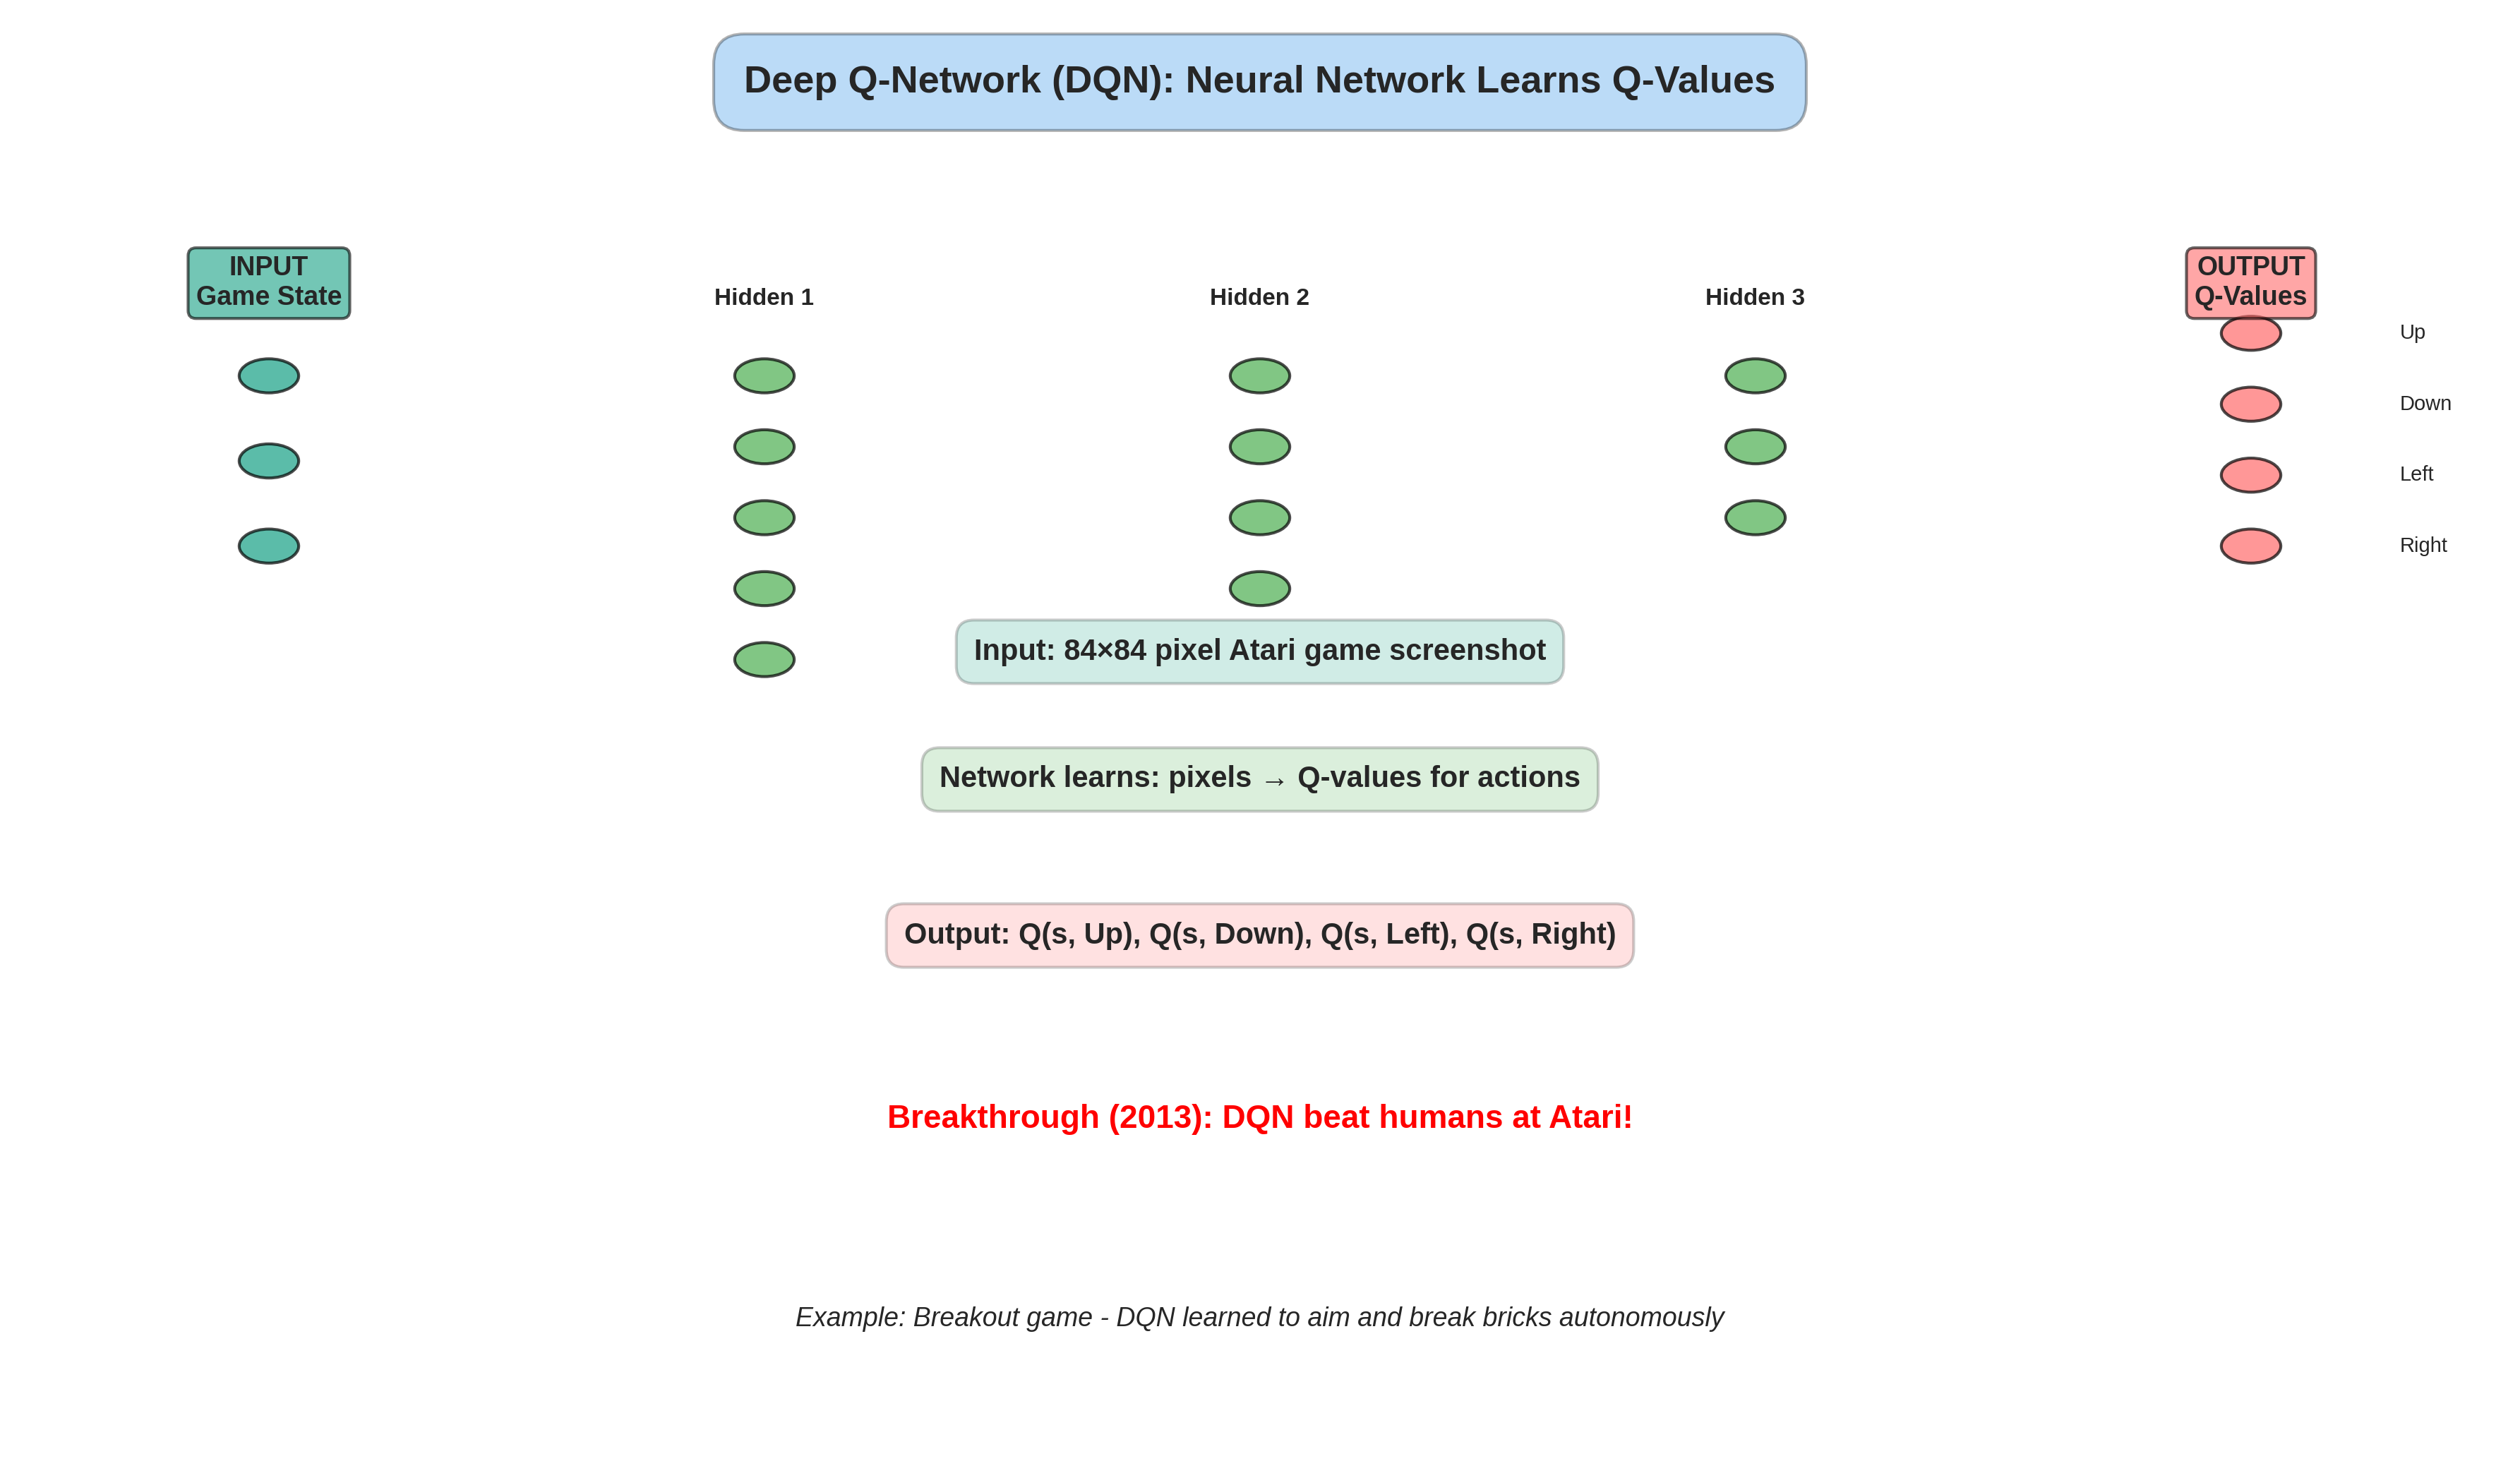 Deep Q-Network (DQN): Neural Network Learns Q-Values
INPUT
Game State
Hidden 1
Hidden 2
Hidden 3
OUTPUT
Q-Values
Up
Down
Left
Right
Input: 84×84 pixel Atari game screenshot
Network learns: pixels → Q-values for actions
Output: Q(s, Up), Q(s, Down), Q(s, Left), Q(s, Right)
Breakthrough (2013): DQN beat humans at Atari!
Example: Breakout game - DQN learned to aim and break bricks autonomously